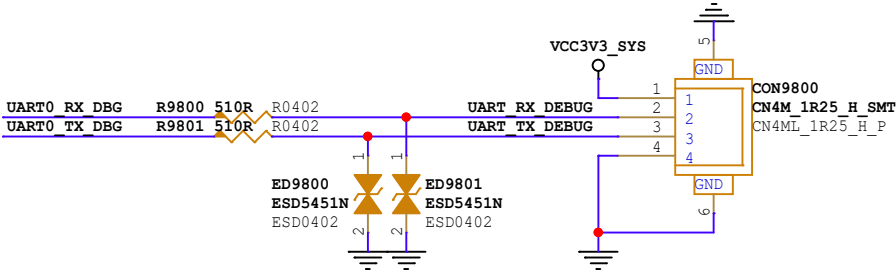 5
VCC3V3_SYS
GND
1 CON9800
UART0_RX_DBG R9800 510R R0402 UART_RX_DEBUG 2 1 CN4M_1R25_H_SMT
UART0_TX_DBG R9801 510R R0402 UART_TX_DEBUG 3 2 CN4ML_1R25_H_P
4 3
4
1 1
ED9800 ED9801 GND
ESD5451N ESD5451N
ESD0402 ESD0402
2 2 6